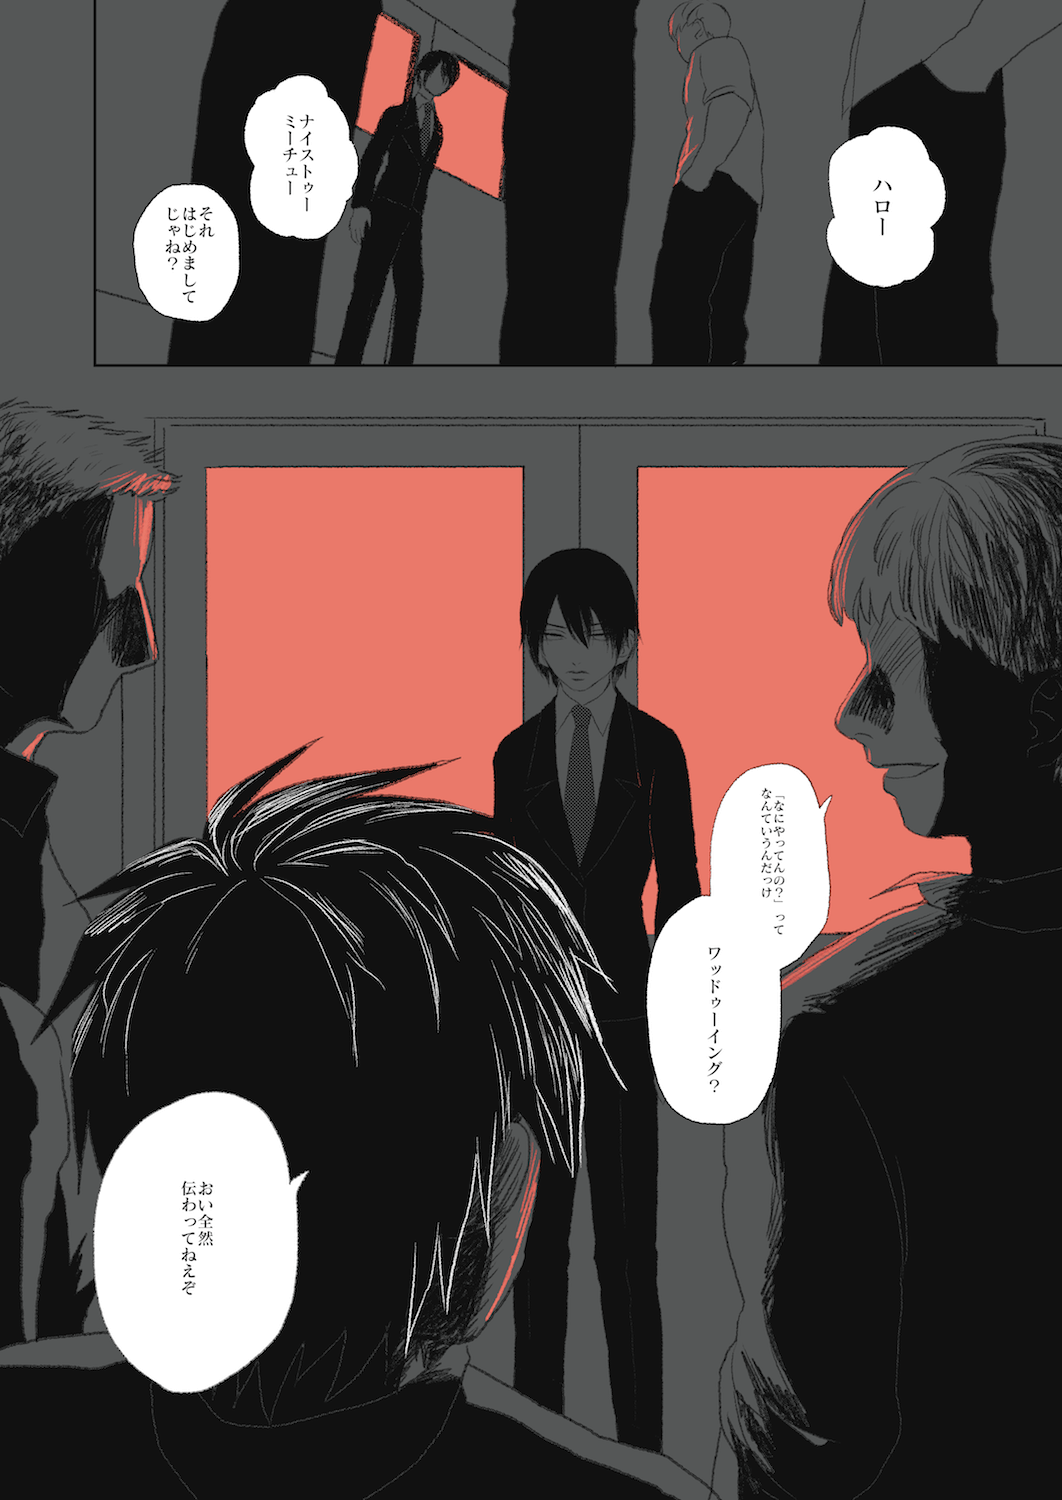 ハロー
ナイストゥー
ミーチュー
それ
はじめまして
じゃね？
「なにやってんの？」って
なんていうんだっけ
ワッドゥーイング？
おい全然
伝わってねえぞ